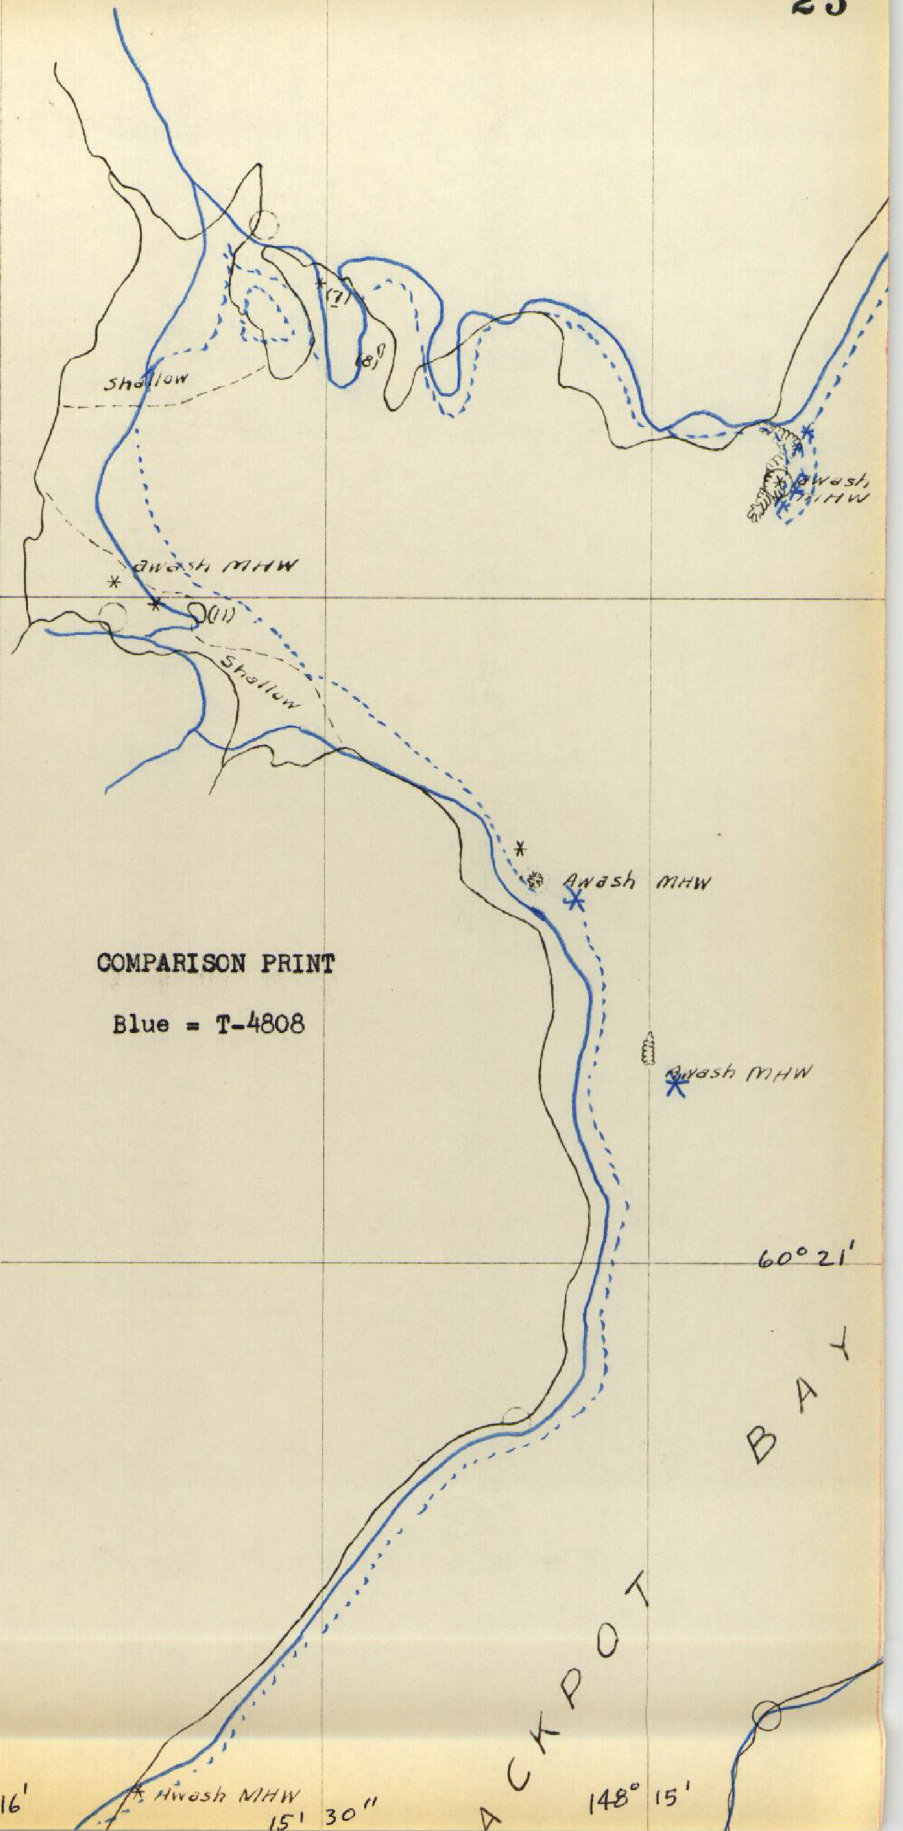 25
(7)
(8)
Shallow
awash
MHW
awash MHW
(11)
Shallow
Awash MHW
COMPARISON PRINT
Blue = T-4808
Awash MHW
60° 21'
BAY
ACKPOT
Awash MHW
16'
15' 30"
148° 15'